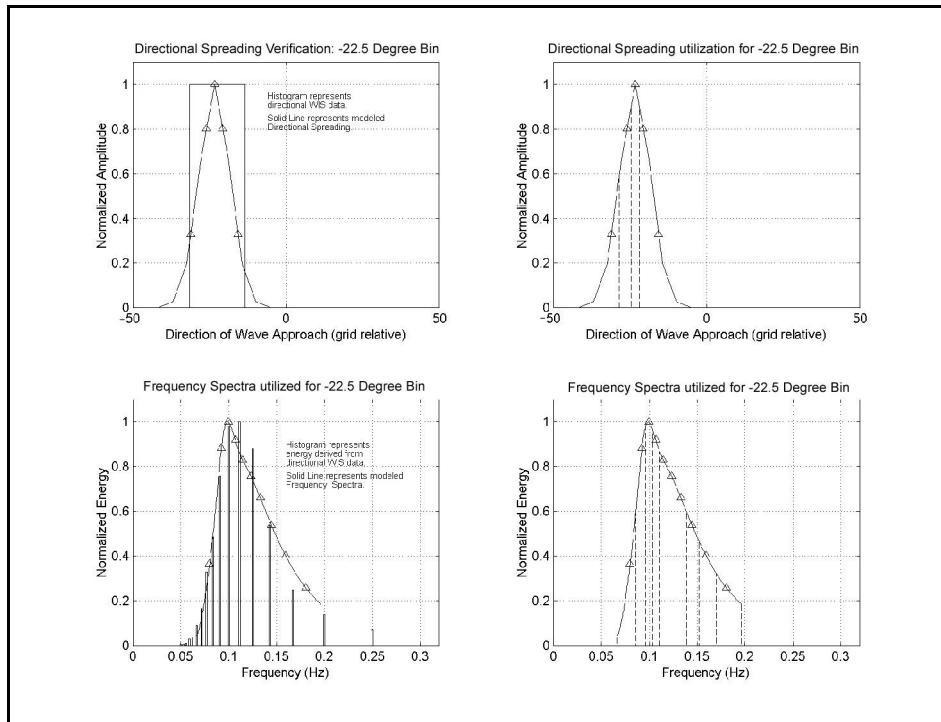 Directional Spreading Verification: -22.5 Degree Bin
Normalized Amplitude
1
0.8
0.6
0.4
0.2
0
-50
0
50
Histogram represents
directional WIS data.
Solid Line represents modeled
Directional Spreading.
Direction of Wave Approach (grid relative)
Directional Spreading utilization for -22.5 Degree Bin
Normalized Amplitude
1
0.8
0.6
0.4
0.2
0
-50
0
50
Direction of Wave Approach (grid relative)
Frequency Spectra utilized for -22.5 Degree Bin
Normalized Energy
1
0.8
0.6
0.4
0.2
0
0
0.05
0.1
0.15
0.2
0.25
0.3
Histogram represents
energy derived from
directional WIS data.
Solid Line represents modeled
Frequency Spectra.
Frequency (Hz)
Frequency Spectra utilized for -22.5 Degree Bin
Normalized Energy
1
0.8
0.6
0.4
0.2
0
0
0.05
0.1
0.15
0.2
0.25
0.3
Frequency (Hz)